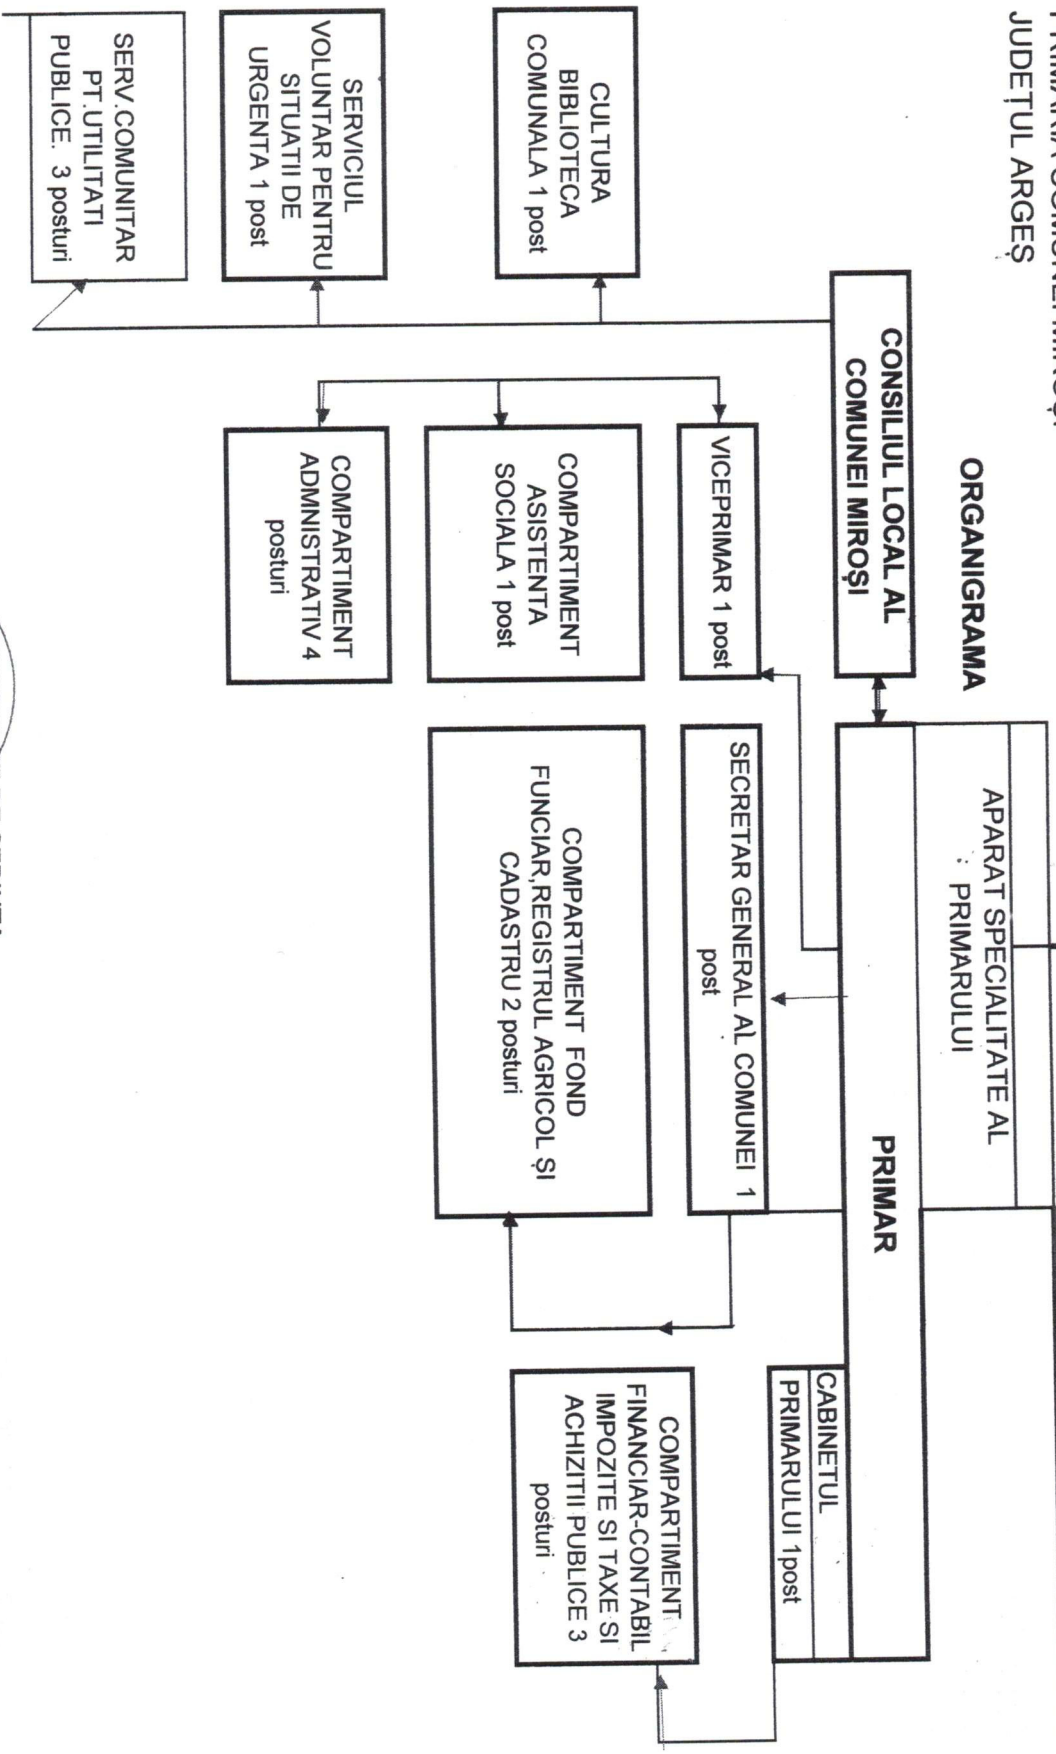 JUDEȚUL ARGEȘ
ORGANIGRAMA
APARAT SPECIALITATE AL
PRIMARULUI
CONSILIUL LOCAL AL
COMUNEI MIROȘI
PRIMAR
VICEPRIMAR 1 post
SECRETAR GENERAL AL COMUNEI 1
post
CABINETUL
PRIMARULUI 1post
CULTURA
BIBLIOTECA
COMUNALA 1 post
COMPARTIMENT
ASISTENTA
SOCIALA 1 post
COMPARTIMENT FOND
FUNCIAR,REGISTRUL AGRICOL ȘI
CADASTRU 2 posturi
COMPARTIMENT
FINANCIAR-CONTABIL
IMPOZITE SI TAXE SI
ACHIZITII PUBLICE 3
posturi
SERVICIUL
VOLUNTAR PENTRU
SITUATII DE
URGENTA 1 post
COMPARTIMENT
ADMNISTRATIV 4
posturi
SERV.COMUNITAR
PT.UTILITATI
PUBLICE. 3 posturi